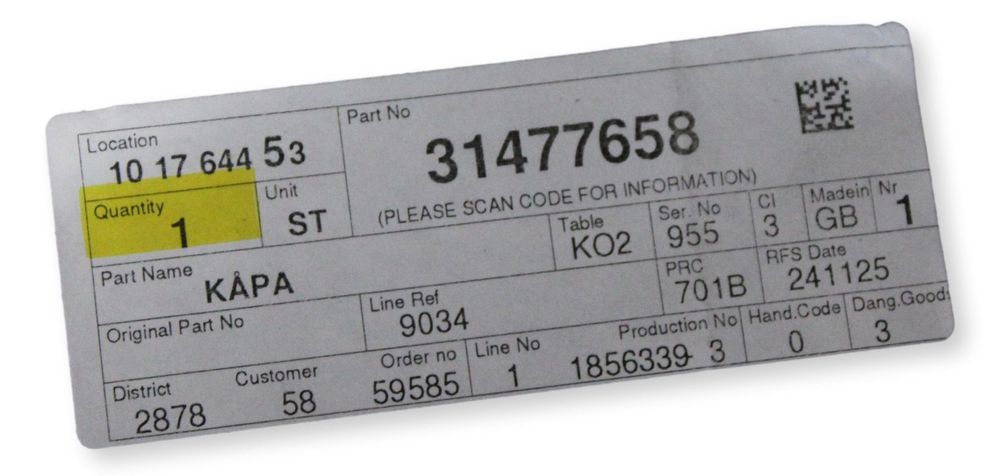 Location
10 17 644 53
Part No
31477658
(PLEASE SCAN CODE FOR INFORMATION)
Quantity
1
Unit
ST
Table
KO2
Ser. No
955
CI
3
Madein
GB
Nr
1
Part Name
KÅPA
PRC
701B
RFS Date
241125
Original Part No
Line Ref
9034
District
2878
Customer
58
Order no
59585
Line No
1
Production No
1856339- 3
Hand.Code
0
Dang.Goods
3